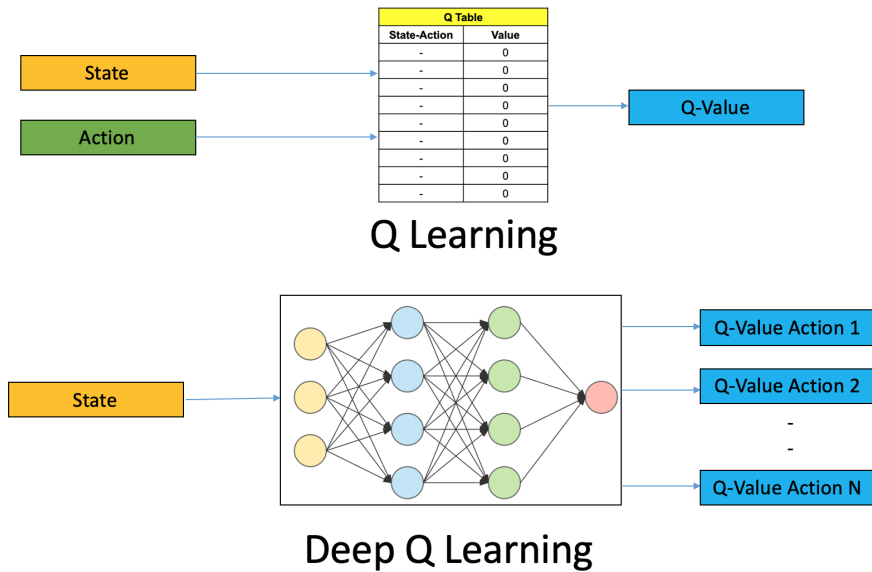 Q Table
State-Action Value
- 0
- 0
- 0
- 0
- 0
- 0
- 0
- 0
- 0
State
Action
Q-Value
Q Learning
State
Q-Value Action 1
Q-Value Action 2
-
-
Q-Value Action N
Deep Q Learning